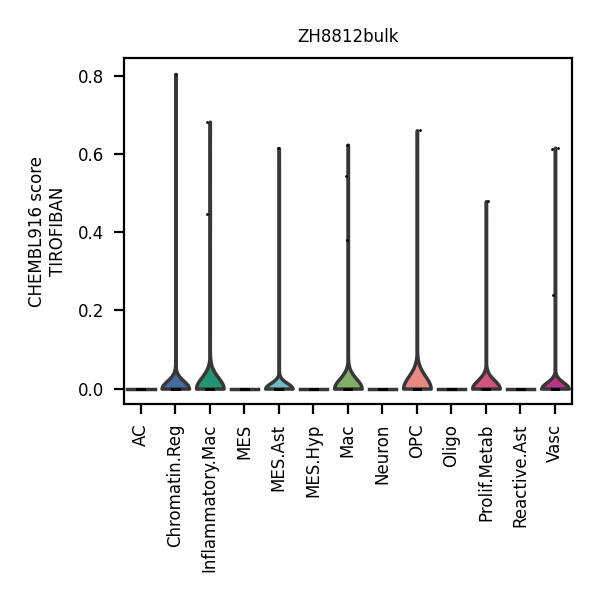 ZH8812bulk
CHEMBL916 score
TIROFIBAN
0.8
0.6
0.4
0.2
0.0
AC
Chromatin.Reg
Inflammatory.Mac
MES
MES.Ast
MES.Hyp
Mac
Neuron
OPC
Oligo
Prolif.Metab
Reactive.Ast
Vasc